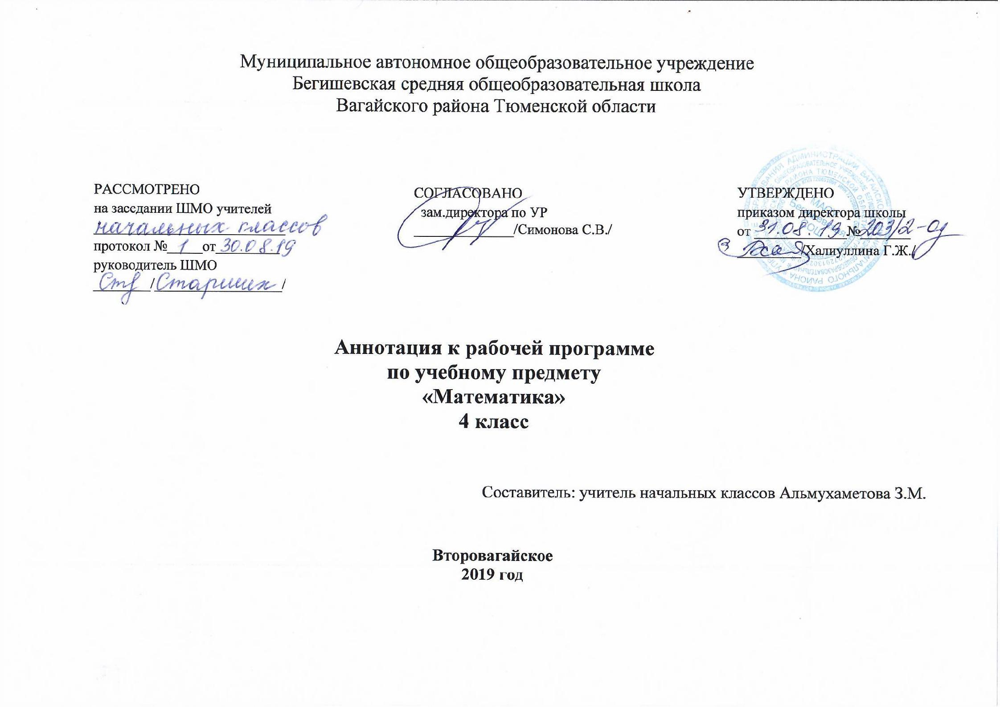 Муниципальное автономное общеобразовательное учреждение
Бегишевская средняя общеобразовательная школа
Вагайского района Тюменской области
РАССМОТРЕНО
на заседании ШМО учителей
начальных классов
протокол № 1 от 30.08.19
руководитель ШМО
/ Стариших /
СОГЛАСОВАНО
зам.директора по УР
/Симонова С.В./
УТВЕРЖДЕНО
приказом директора школы
от 31.08.19 № 203/2-од
/Халиуллина Г.Ж./
Аннотация к рабочей программе
по учебному предмету
«Математика»
4 класс
Составитель: учитель начальных классов Альмухаметова З.М.
Второвагайское
2019 год